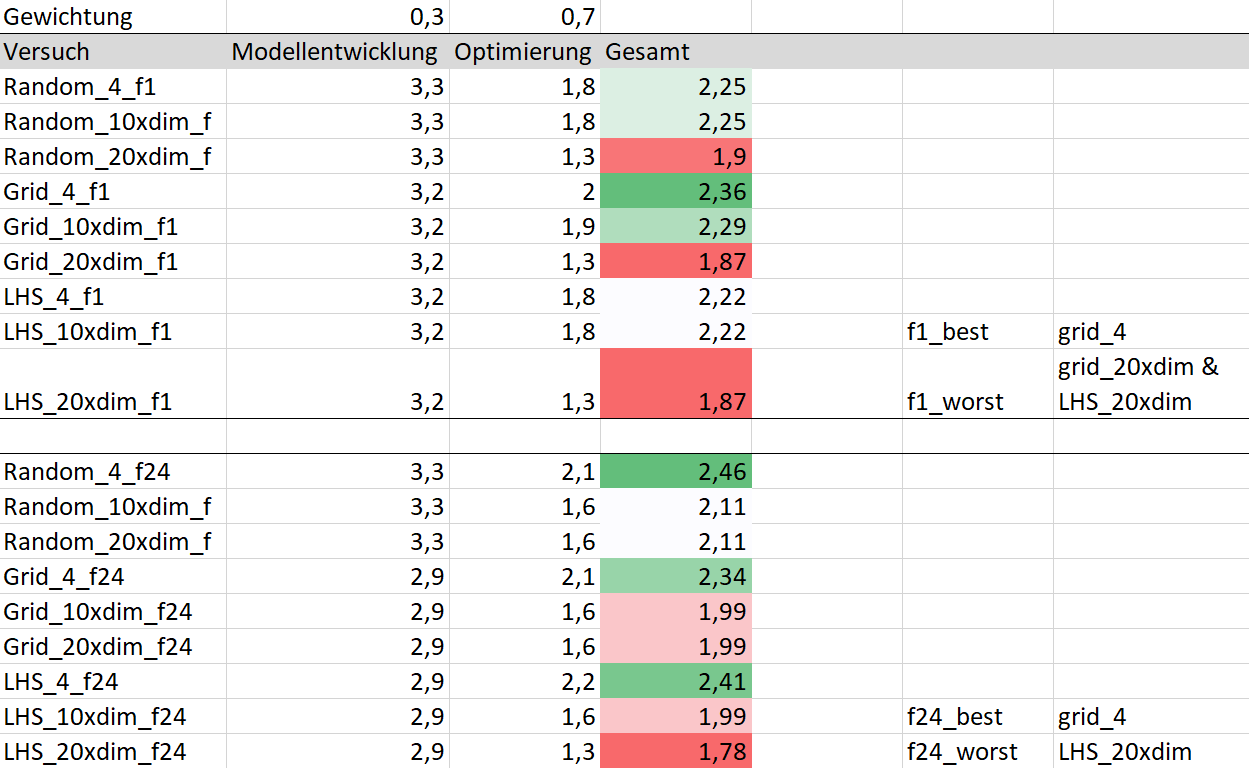 Gewichtung 0,3 0,7
Versuch Modellentwicklung Optimierung Gesamt
Random_4_f1 3,3 1,8 2,25
Random_10xdim_f 3,3 1,8 2,25
Random_20xdim_f 3,3 1,3 1,9
Grid_4_f1 3,2 2 2,36
Grid_10xdim_f1 3,2 1,9 2,29
Grid_20xdim_f1 3,2 1,3 1,87
LHS_4_f1 3,2 1,8 2,22
LHS_10xdim_f1 3,2 1,8 2,22 f1_best grid_4
grid_20xdim &
LHS_20xdim_f1 3,2 1,3 1,87 f1_worst LHS_20xdim
Random_4_f24 3,3 2,1 2,46
Random_10xdim_f 3,3 1,6 2,11
Random_20xdim_f 3,3 1,6 2,11
Grid_4_f24 2,9 2,1 2,34
Grid_10xdim_f24 2,9 1,6 1,99
Grid_20xdim_f24 2,9 1,6 1,99
LHS_4_f24 2,9 2,2 2,41
LHS_10xdim_f24 2,9 1,6 1,99 f24_best grid_4
LHS_20xdim_f24 2,9 1,3 1,78 f24_worst LHS_20xdim